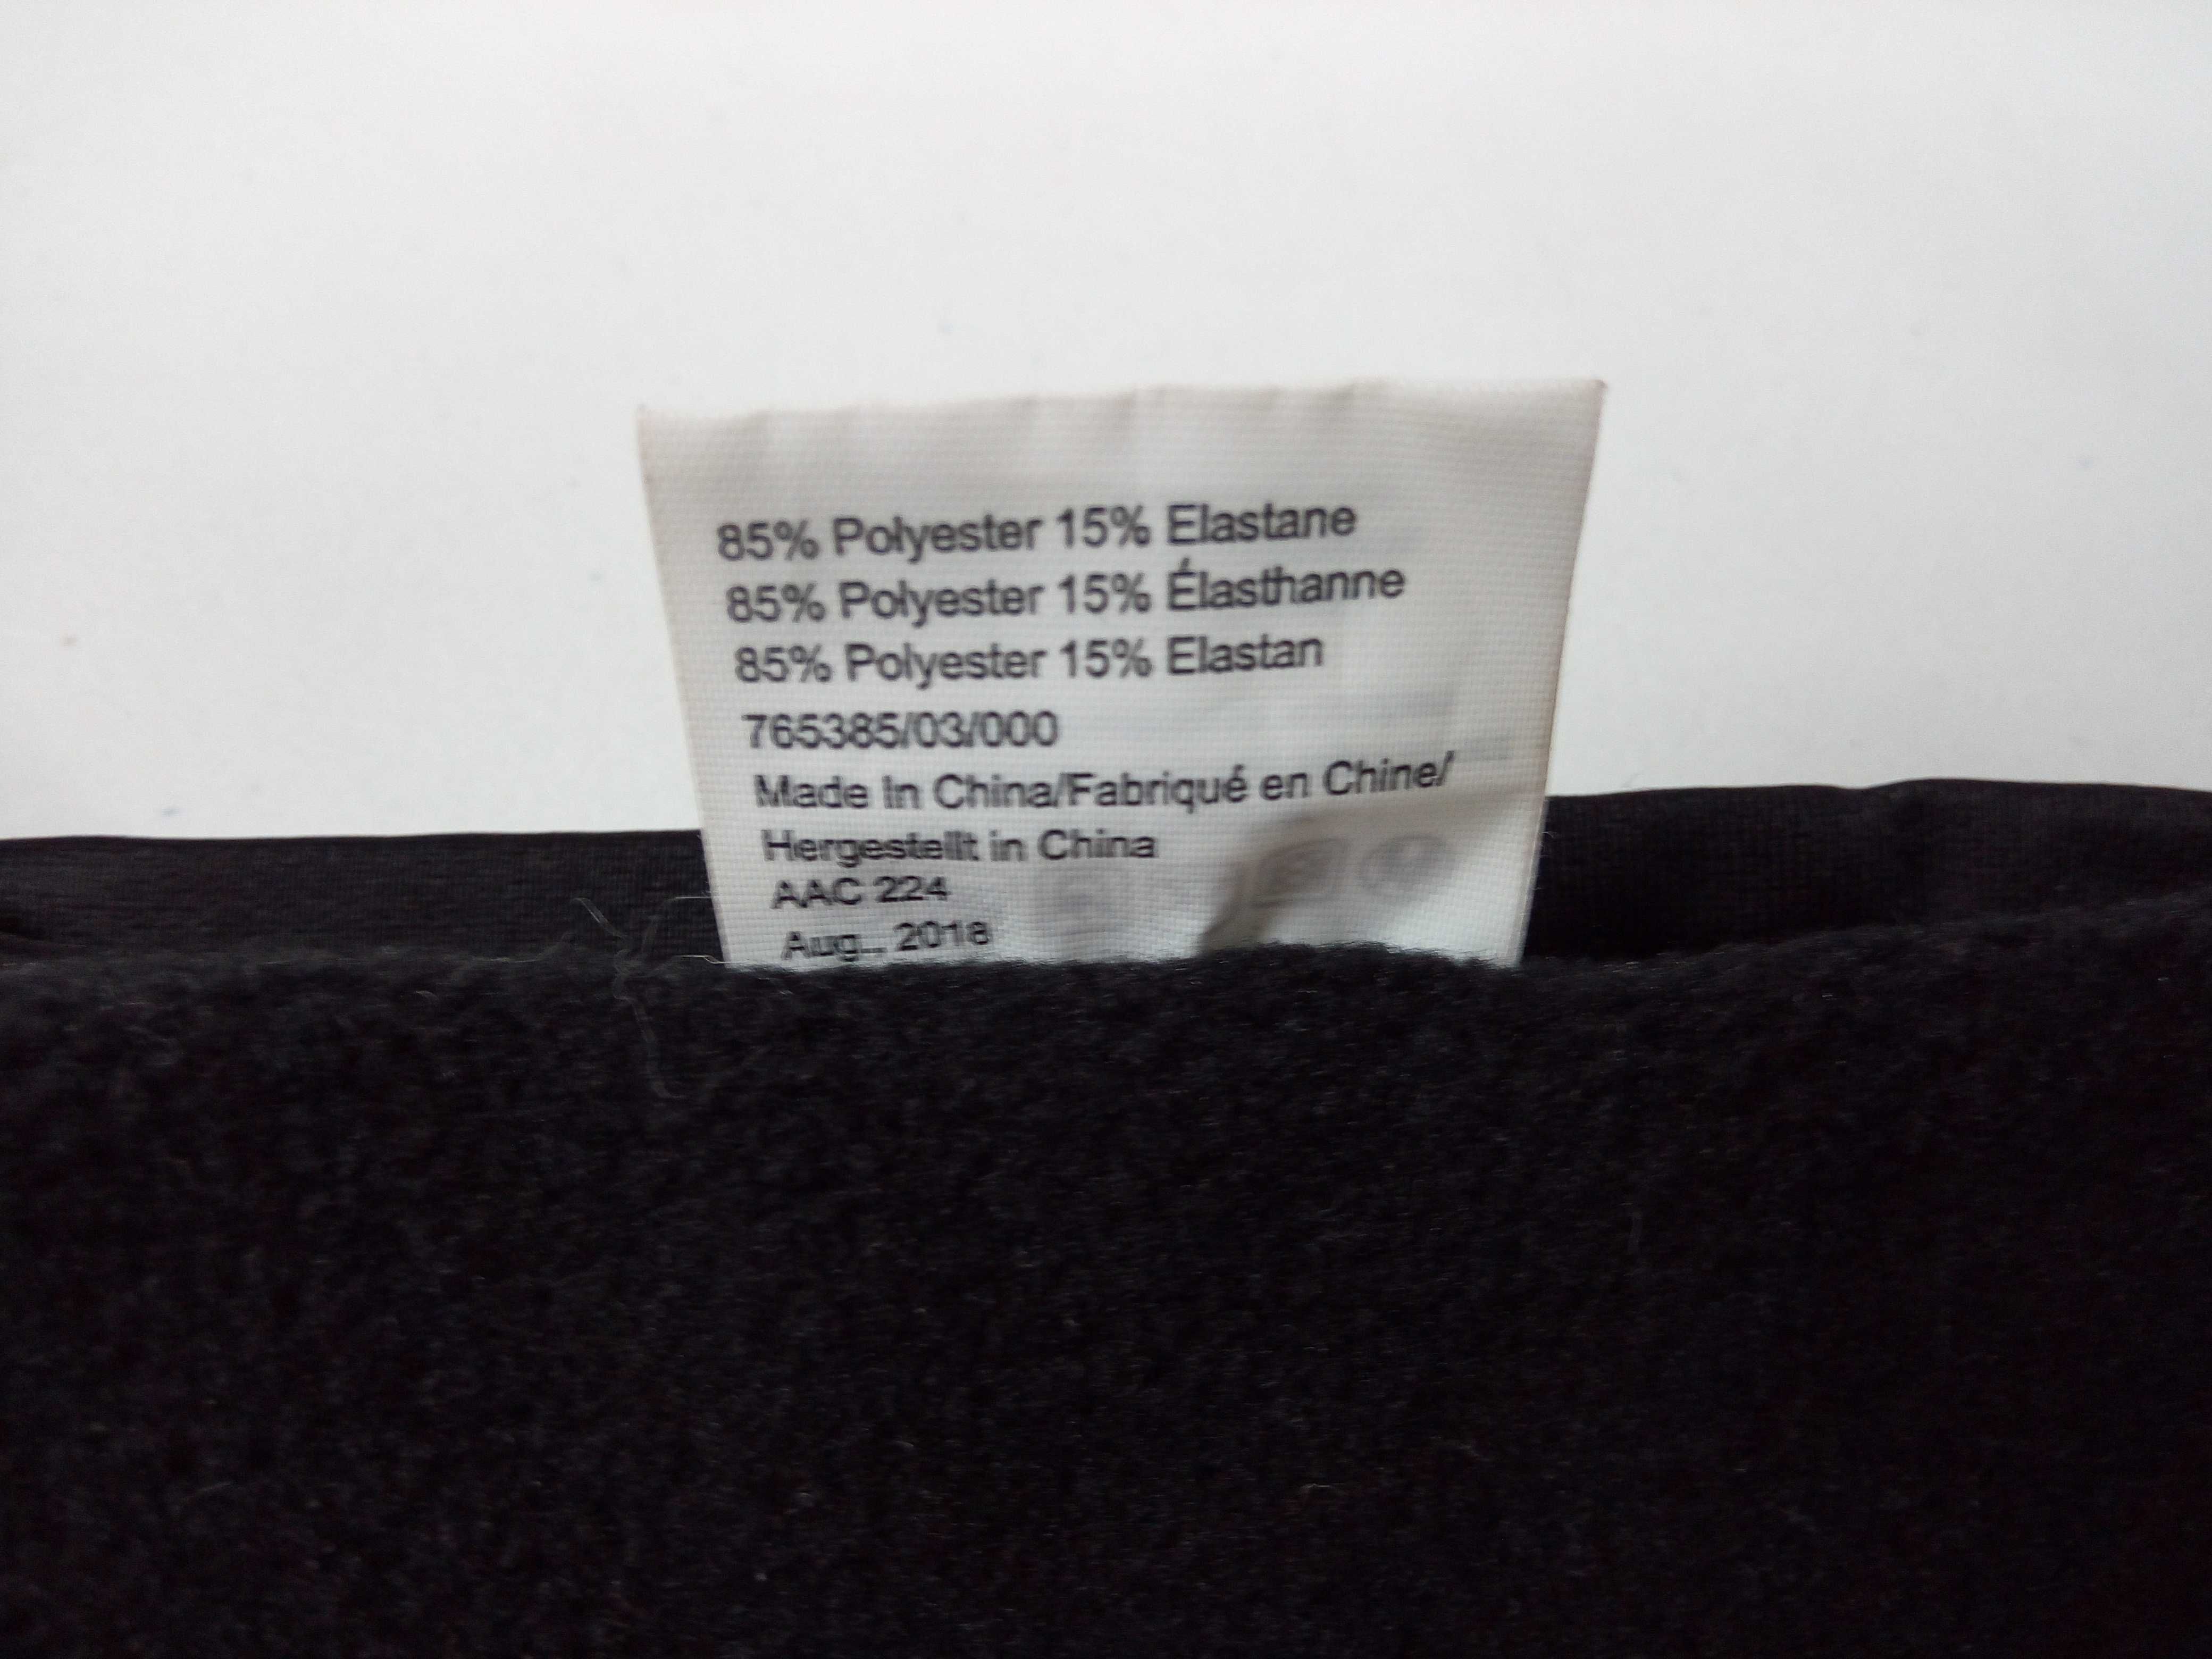 85% Polyester 15% Elastane
85% Polyester 15% Élasthanne
85% Polyester 15% Elastan
765385/03/000
Made In China/Fabriqué en Chine/
Hergestellt in China
AAC 224
Aug.. 2018